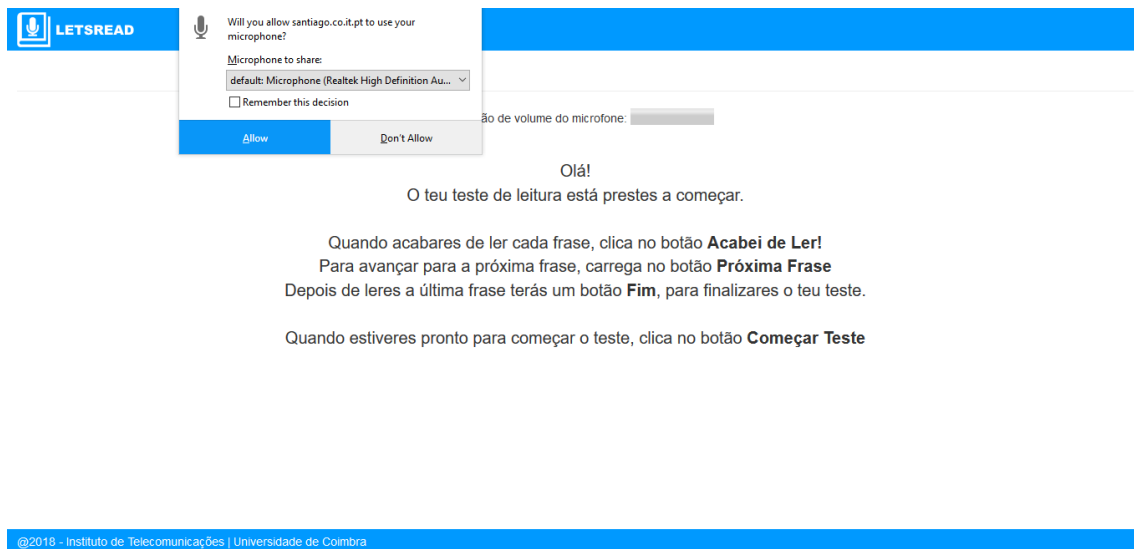 LETSREAD
Will you allow santiago.co.it.pt to use your
microphone?
Microphone to share:
default: Microphone (Realtek High Definition Au...
Remember this decision
Allow
Don't Allow
ão de volume do microfone:
Olá!
O teu teste de leitura está prestes a começar.
Quando acabares de ler cada frase, clica no botão Acabei de Ler!
Para avançar para a próxima frase, carrega no botão Próxima Frase
Depois de leres a última frase terás um botão Fim, para finalizares o teu teste.
Quando estiveres pronto para começar o teste, clica no botão Começar Teste
@2018 - Instituto de Telecomunicações | Universidade de Coimbra